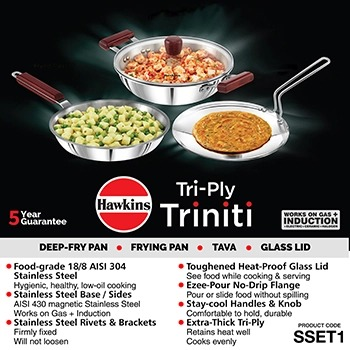 Hawkins
Tri-Ply
Triniti
5 Year
Guarantee
WORKS ON GAS +
INDUCTION
• ELECTRIC • CERAMIC • HALOGEN
DEEP-FRY PAN • FRYING PAN • TAVA • GLASS LID
• Food-grade 18/8 AISI 304
Stainless Steel
Hygienic, healthy, low-oil cooking
• Stainless Steel Base / Sides
AISI 430 magnetic Stainless Steel
Works on Gas + Induction
• Stainless Steel Rivets & Brackets
Firmly fixed
Will not loosen
• Toughened Heat-Proof Glass Lid
See food while cooking & serving
• Ezee-Pour No-Drip Flange
Pour or slide food without spilling
• Stay-cool Handles & Knob
Comfortable to hold, durable
• Extra-Thick Tri-Ply
Retains heat well
Cooks evenly
PRODUCT CODE
SSET1